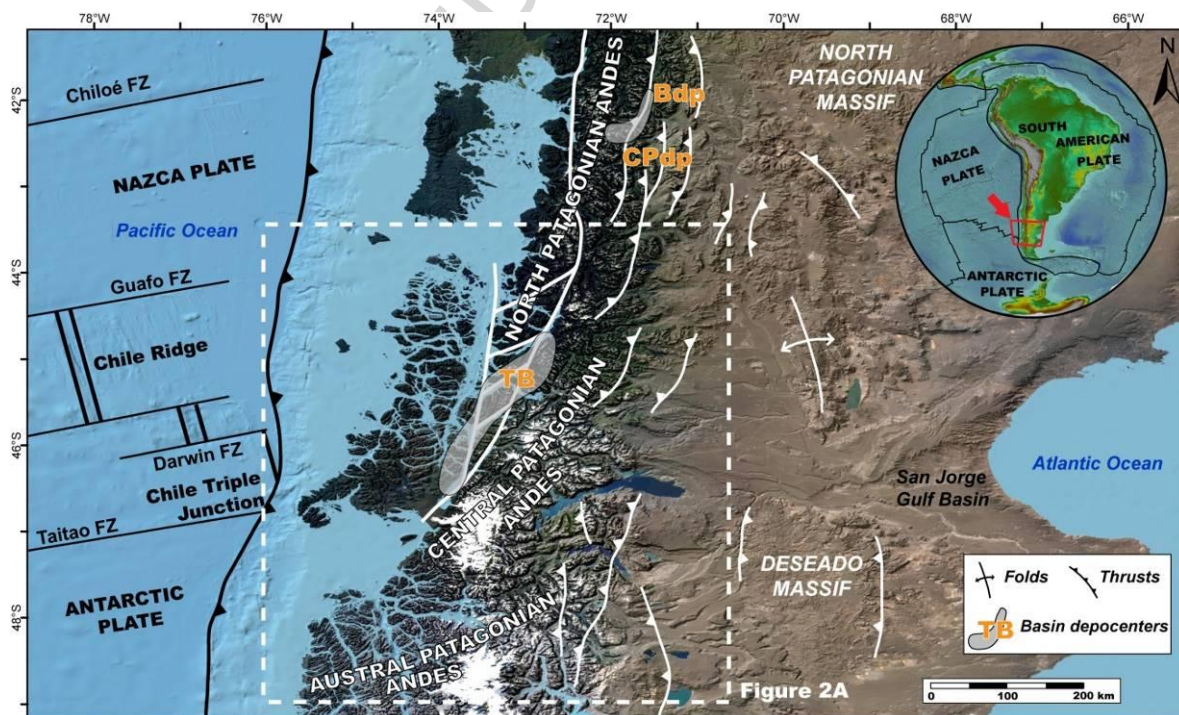 78°W 76°W 74°W 72°W 70°W 68°W 66°W
42°S
44°S
46°S
48°S
Chiloé FZ
NAZCA PLATE
Pacific Ocean
Guafo FZ
Chile Ridge
Darwin FZ
Chile Triple
Junction
Taitao FZ
ANTARCTIC
PLATE
NORTH PATAGONIAN ANDES
Bdp
CPdp
TB
CENTRAL PATAGONIAN
ANDES
AUSTRAL PATAGONIAN
ANDES
NORTH
PATAGONIAN
MASSIF
San Jorge
Gulf Basin
Atlantic Ocean
DESEADO
MASSIF
Figure 2A
N
SOUTH
AMERICAN
PLATE
NAZCA
PLATE
ANTARCTIC
PLATE
Folds
Thrusts
TB
Basin depocenters
0 100 200 km